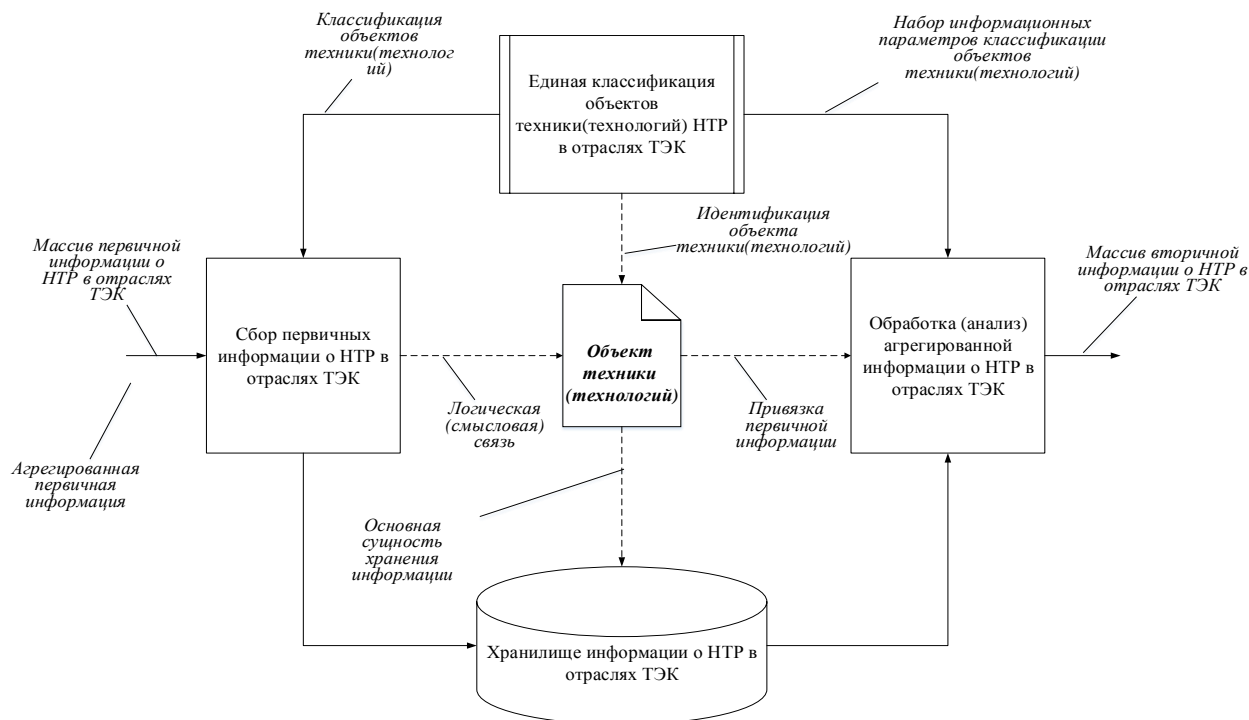 Классификация
объектов
техники(технолог
ий)
Единая классификация
объектов
техники(технологий) НТР
в отраслях ТЭК
Набор информационных
параметров классификации
объектов
техники(технологий)
Идентификация
объекта
техники(технологий)
Массив первичной
информации о
НТР в отраслях
ТЭК
Сбор первичных
информации о НТР в
отраслях ТЭК
Объект
техники
(технологий)
Обработка (анализ)
агрегированной
информации о НТР в
отраслях ТЭК
Массив вторичной
информации о НТР в
отраслях ТЭК
Логическая
(смысловая)
связь
Привязка
первичной
информации
Агрегированная
первичная
информация
Основная
сущность
хранения
информации
Хранилище информации о НТР в
отраслях ТЭК